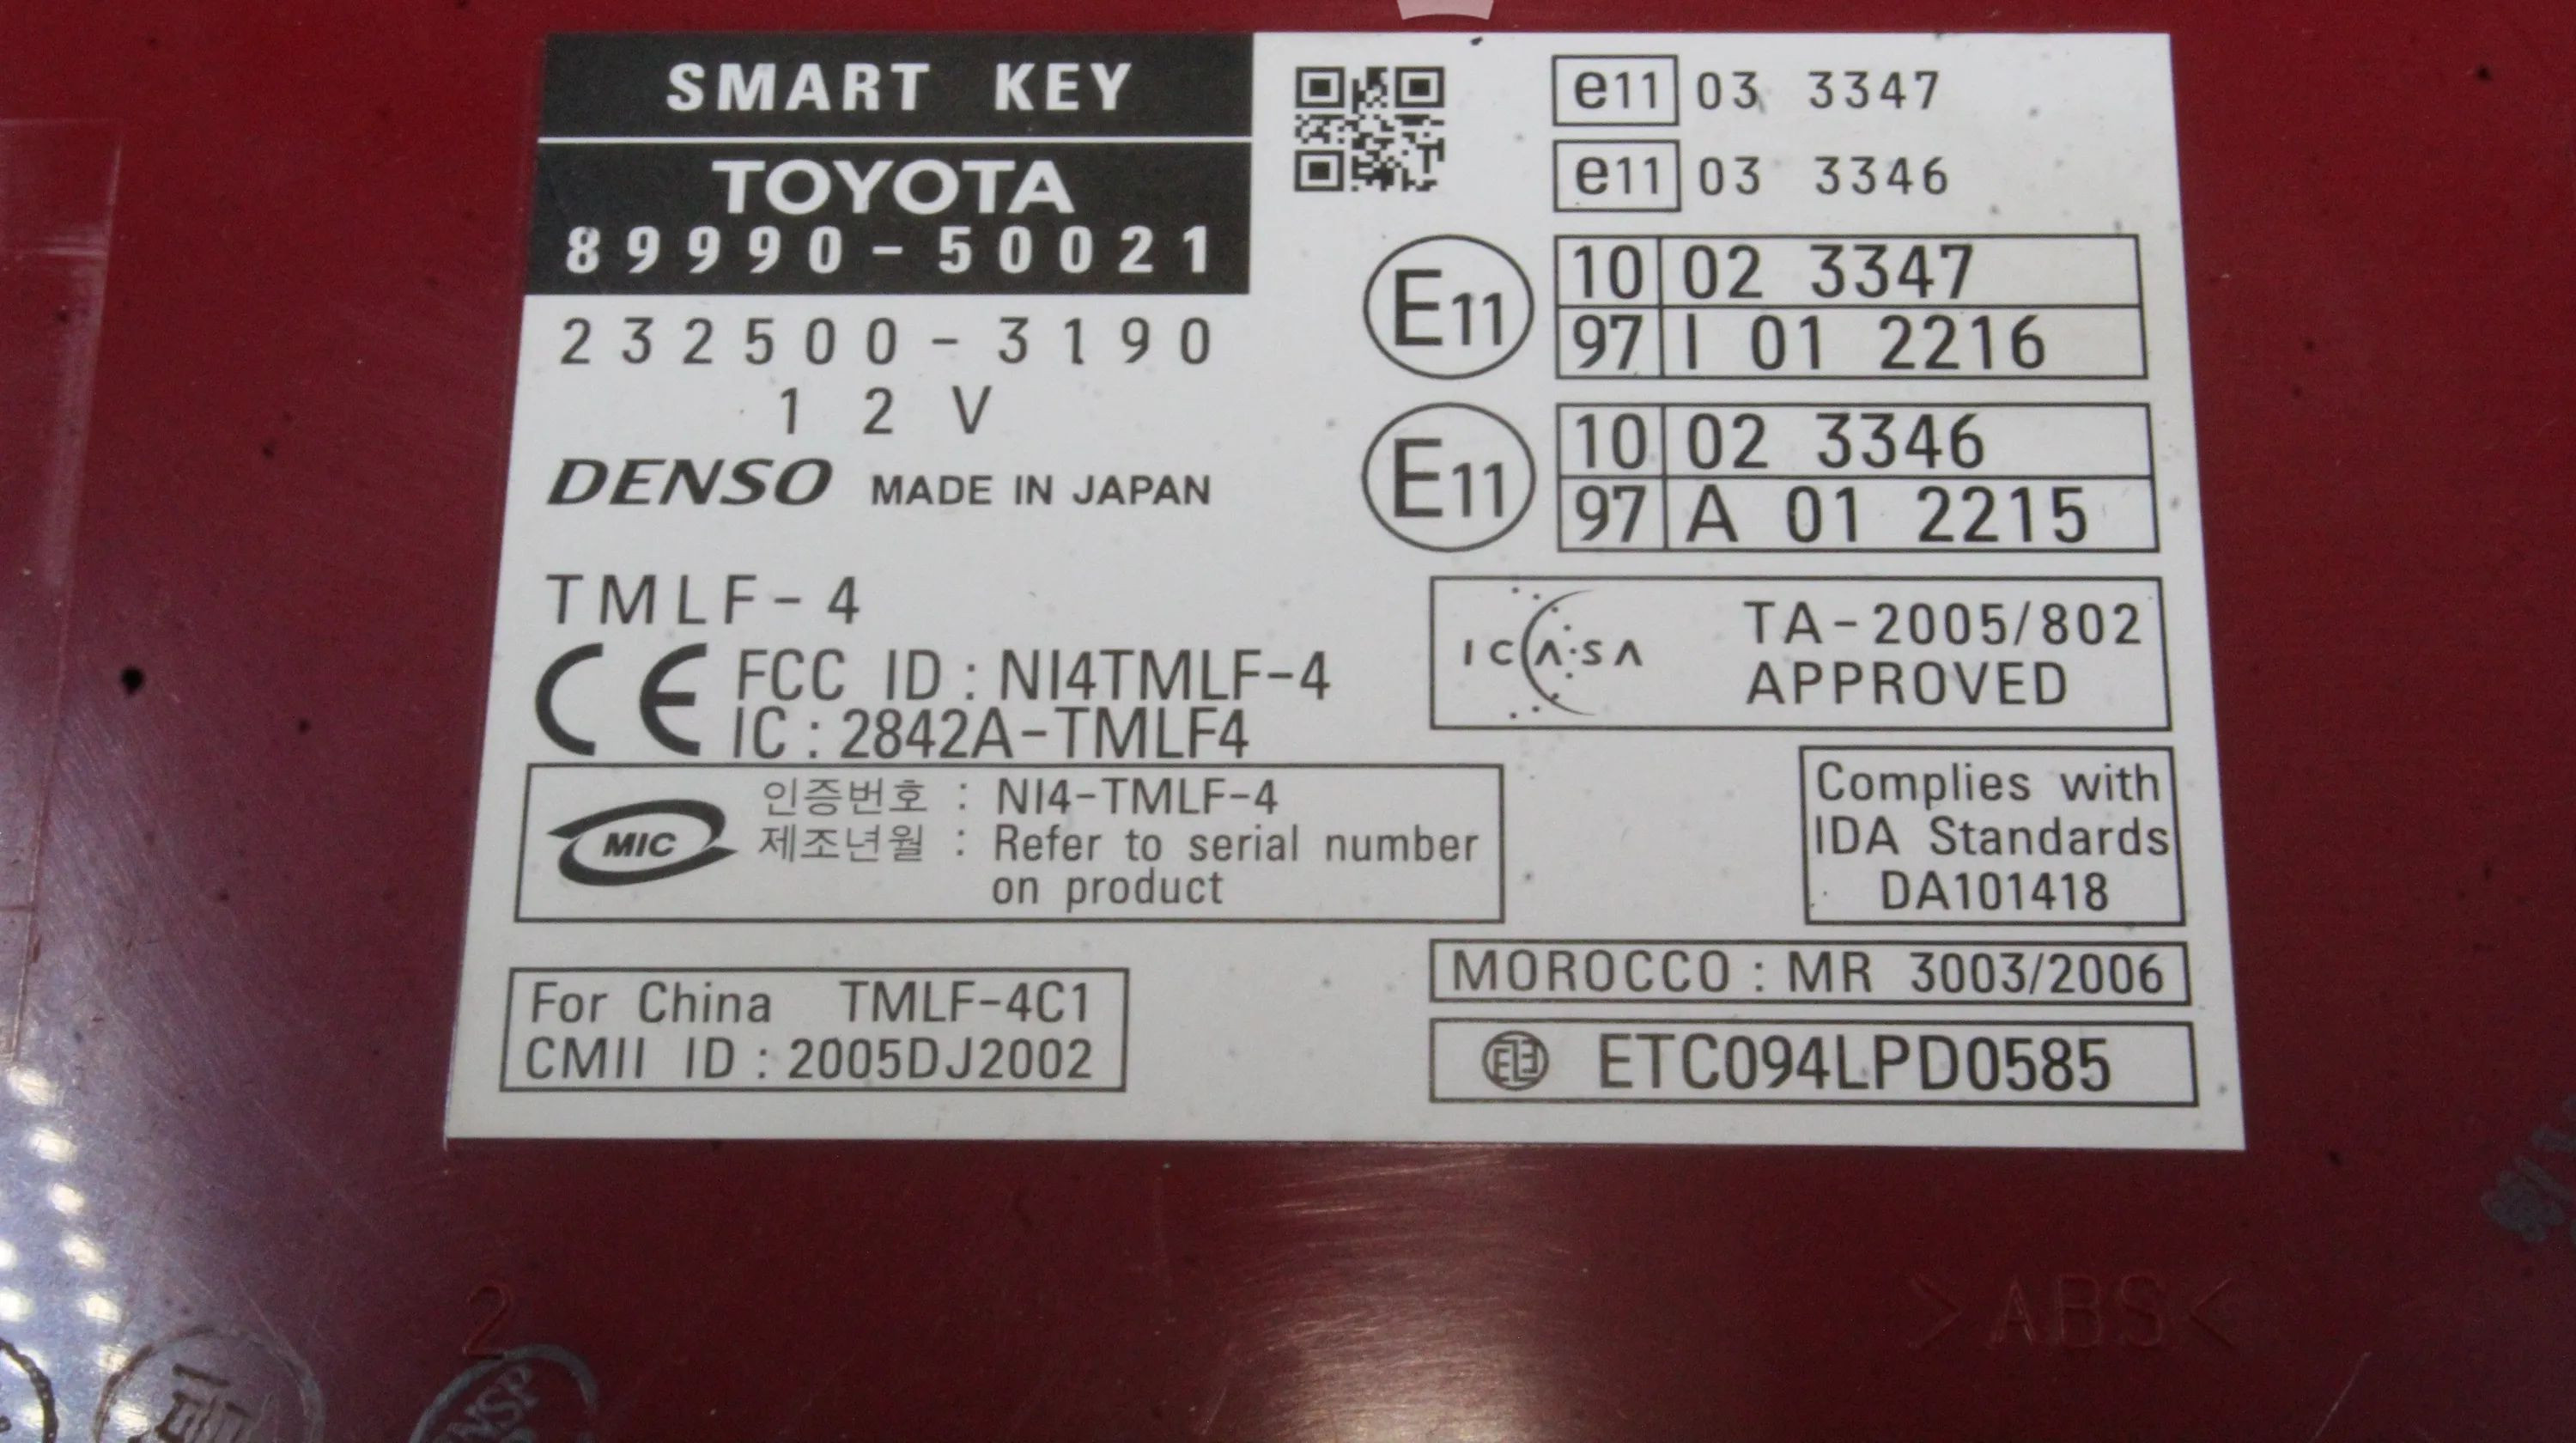 SMART KEY
TOYOTA
89990-50021
232500-3190
12V
DENSO MADE IN JAPAN
TMLF-4
CE FCC ID : NI4TMLF-4
IC : 2842A-TMLF4
MIC
인증번호 : NI4-TMLF-4
제조년월 : Refer to serial number
on product
For China TMLF-4C1
CMII ID : 2005DJ2002
e11 03 3347
e11 03 3346
E11
10 02 3347
97 I 01 2216
E11
10 02 3346
97 A 01 2215
ICASA
TA-2005/802
APPROVED
Complies with
IDA Standards
DA101418
MOROCCO : MR 3003/2006
ETC094LPD0585
2
>ABS<